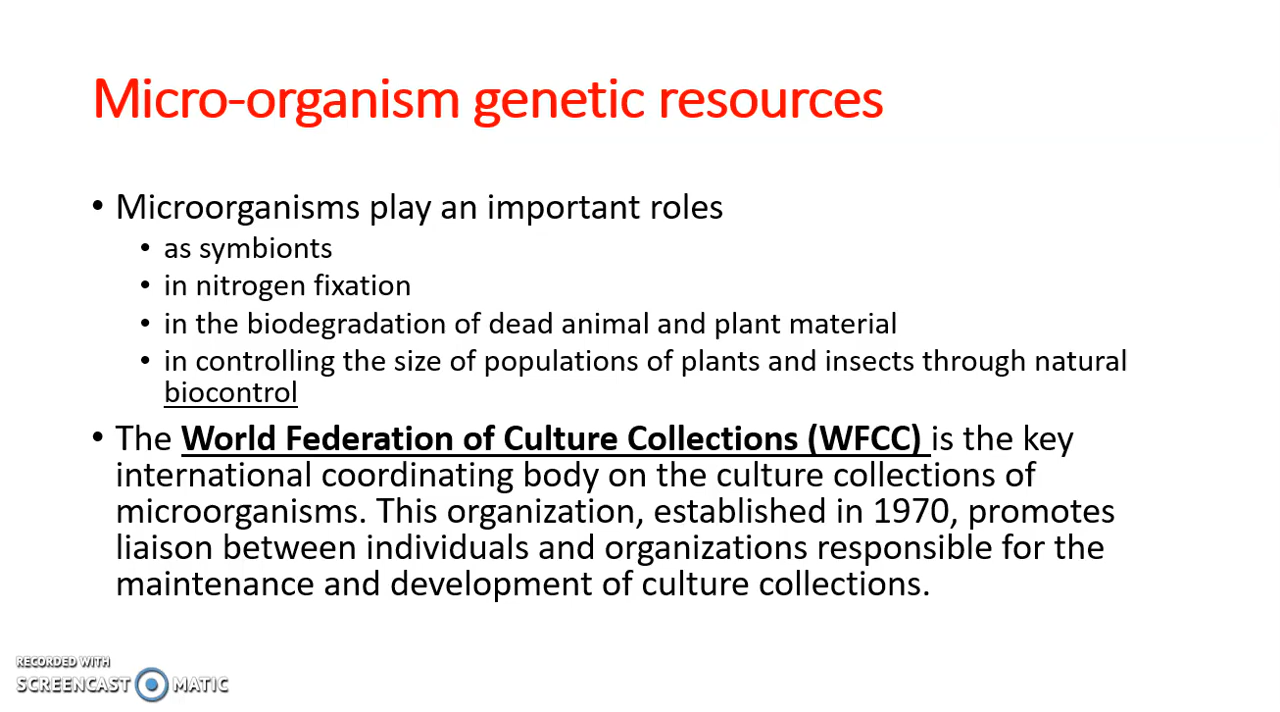 Micro-organism genetic resources
• Microorganisms play an important roles
• as symbionts
• in nitrogen fixation
• in the biodegradation of dead animal and plant material
• in controlling the size of populations of plants and insects through natural
biocontrol
• The World Federation of Culture Collections (WFCC) is the key
international coordinating body on the culture collections of
microorganisms. This organization, established in 1970, promotes
liaison between individuals and organizations responsible for the
maintenance and development of culture collections.
RECORDED WITH
SCREENCAST MATIC